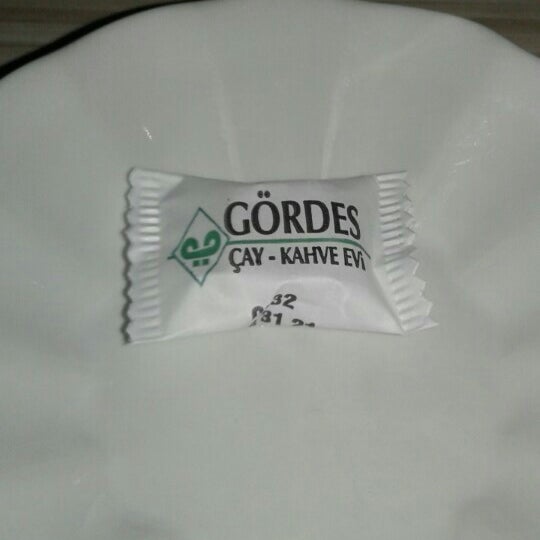 GÖRDES
ÇAY - KAHVE EVİ
32